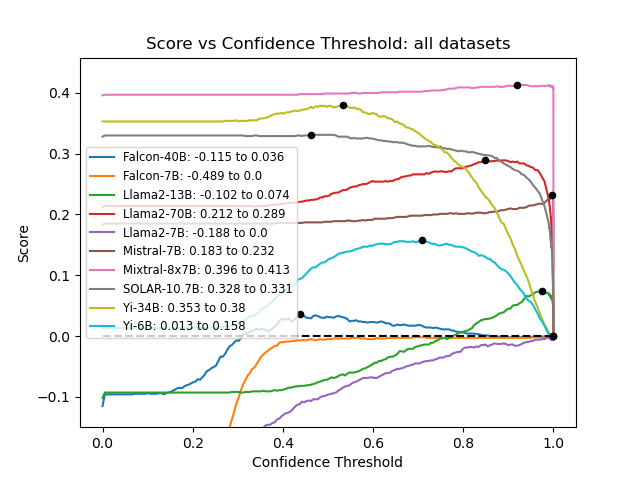 Score vs Confidence Threshold: all datasets
Score
0.4
0.3
0.2
0.1
0.0
−0.1
Falcon-40B: -0.115 to 0.036
Falcon-7B: -0.489 to 0.0
Llama2-13B: -0.102 to 0.074
Llama2-70B: 0.212 to 0.289
Llama2-7B: -0.188 to 0.0
Mistral-7B: 0.183 to 0.232
Mixtral-8x7B: 0.396 to 0.413
SOLAR-10.7B: 0.328 to 0.331
Yi-34B: 0.353 to 0.38
Yi-6B: 0.013 to 0.158
0.0 0.2 0.4 0.6 0.8 1.0
Confidence Threshold